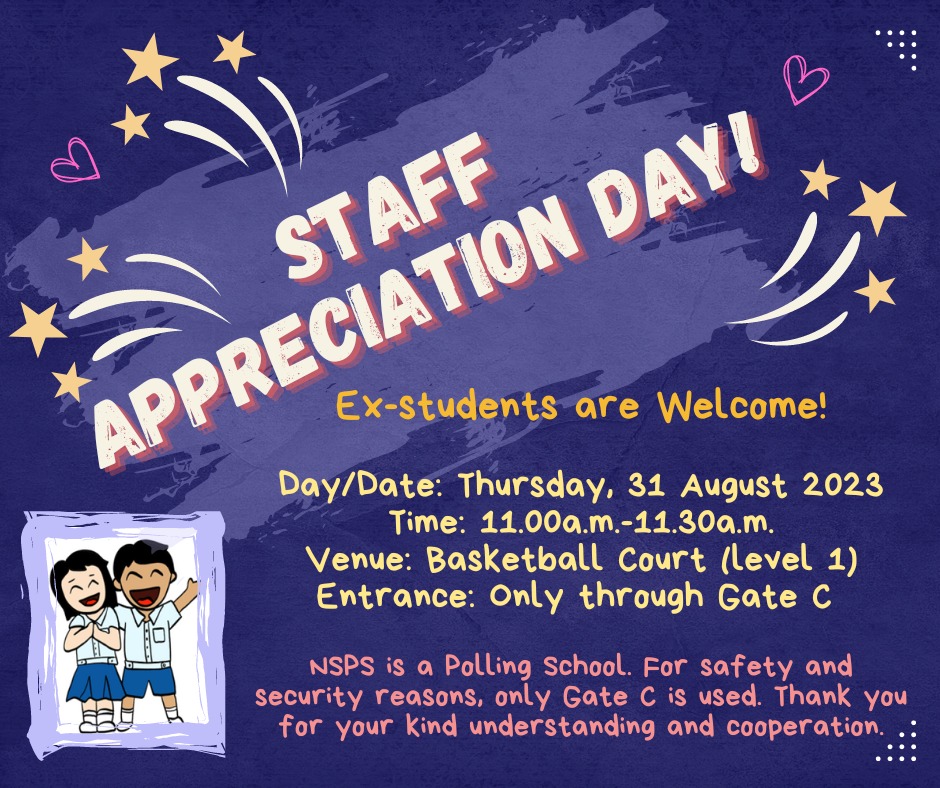 STAFF
APPRECIATION DAY!
Ex-students are Welcome!
Day/Date: Thursday, 31 August 2023
Time: 11.00a.m.-11.30a.m.
Venue: Basketball Court (level 1)
Entrance: Only through Gate C
NSPS is a Polling School. For safety and
security reasons, only Gate C is used. Thank you
for your kind understanding and cooperation.